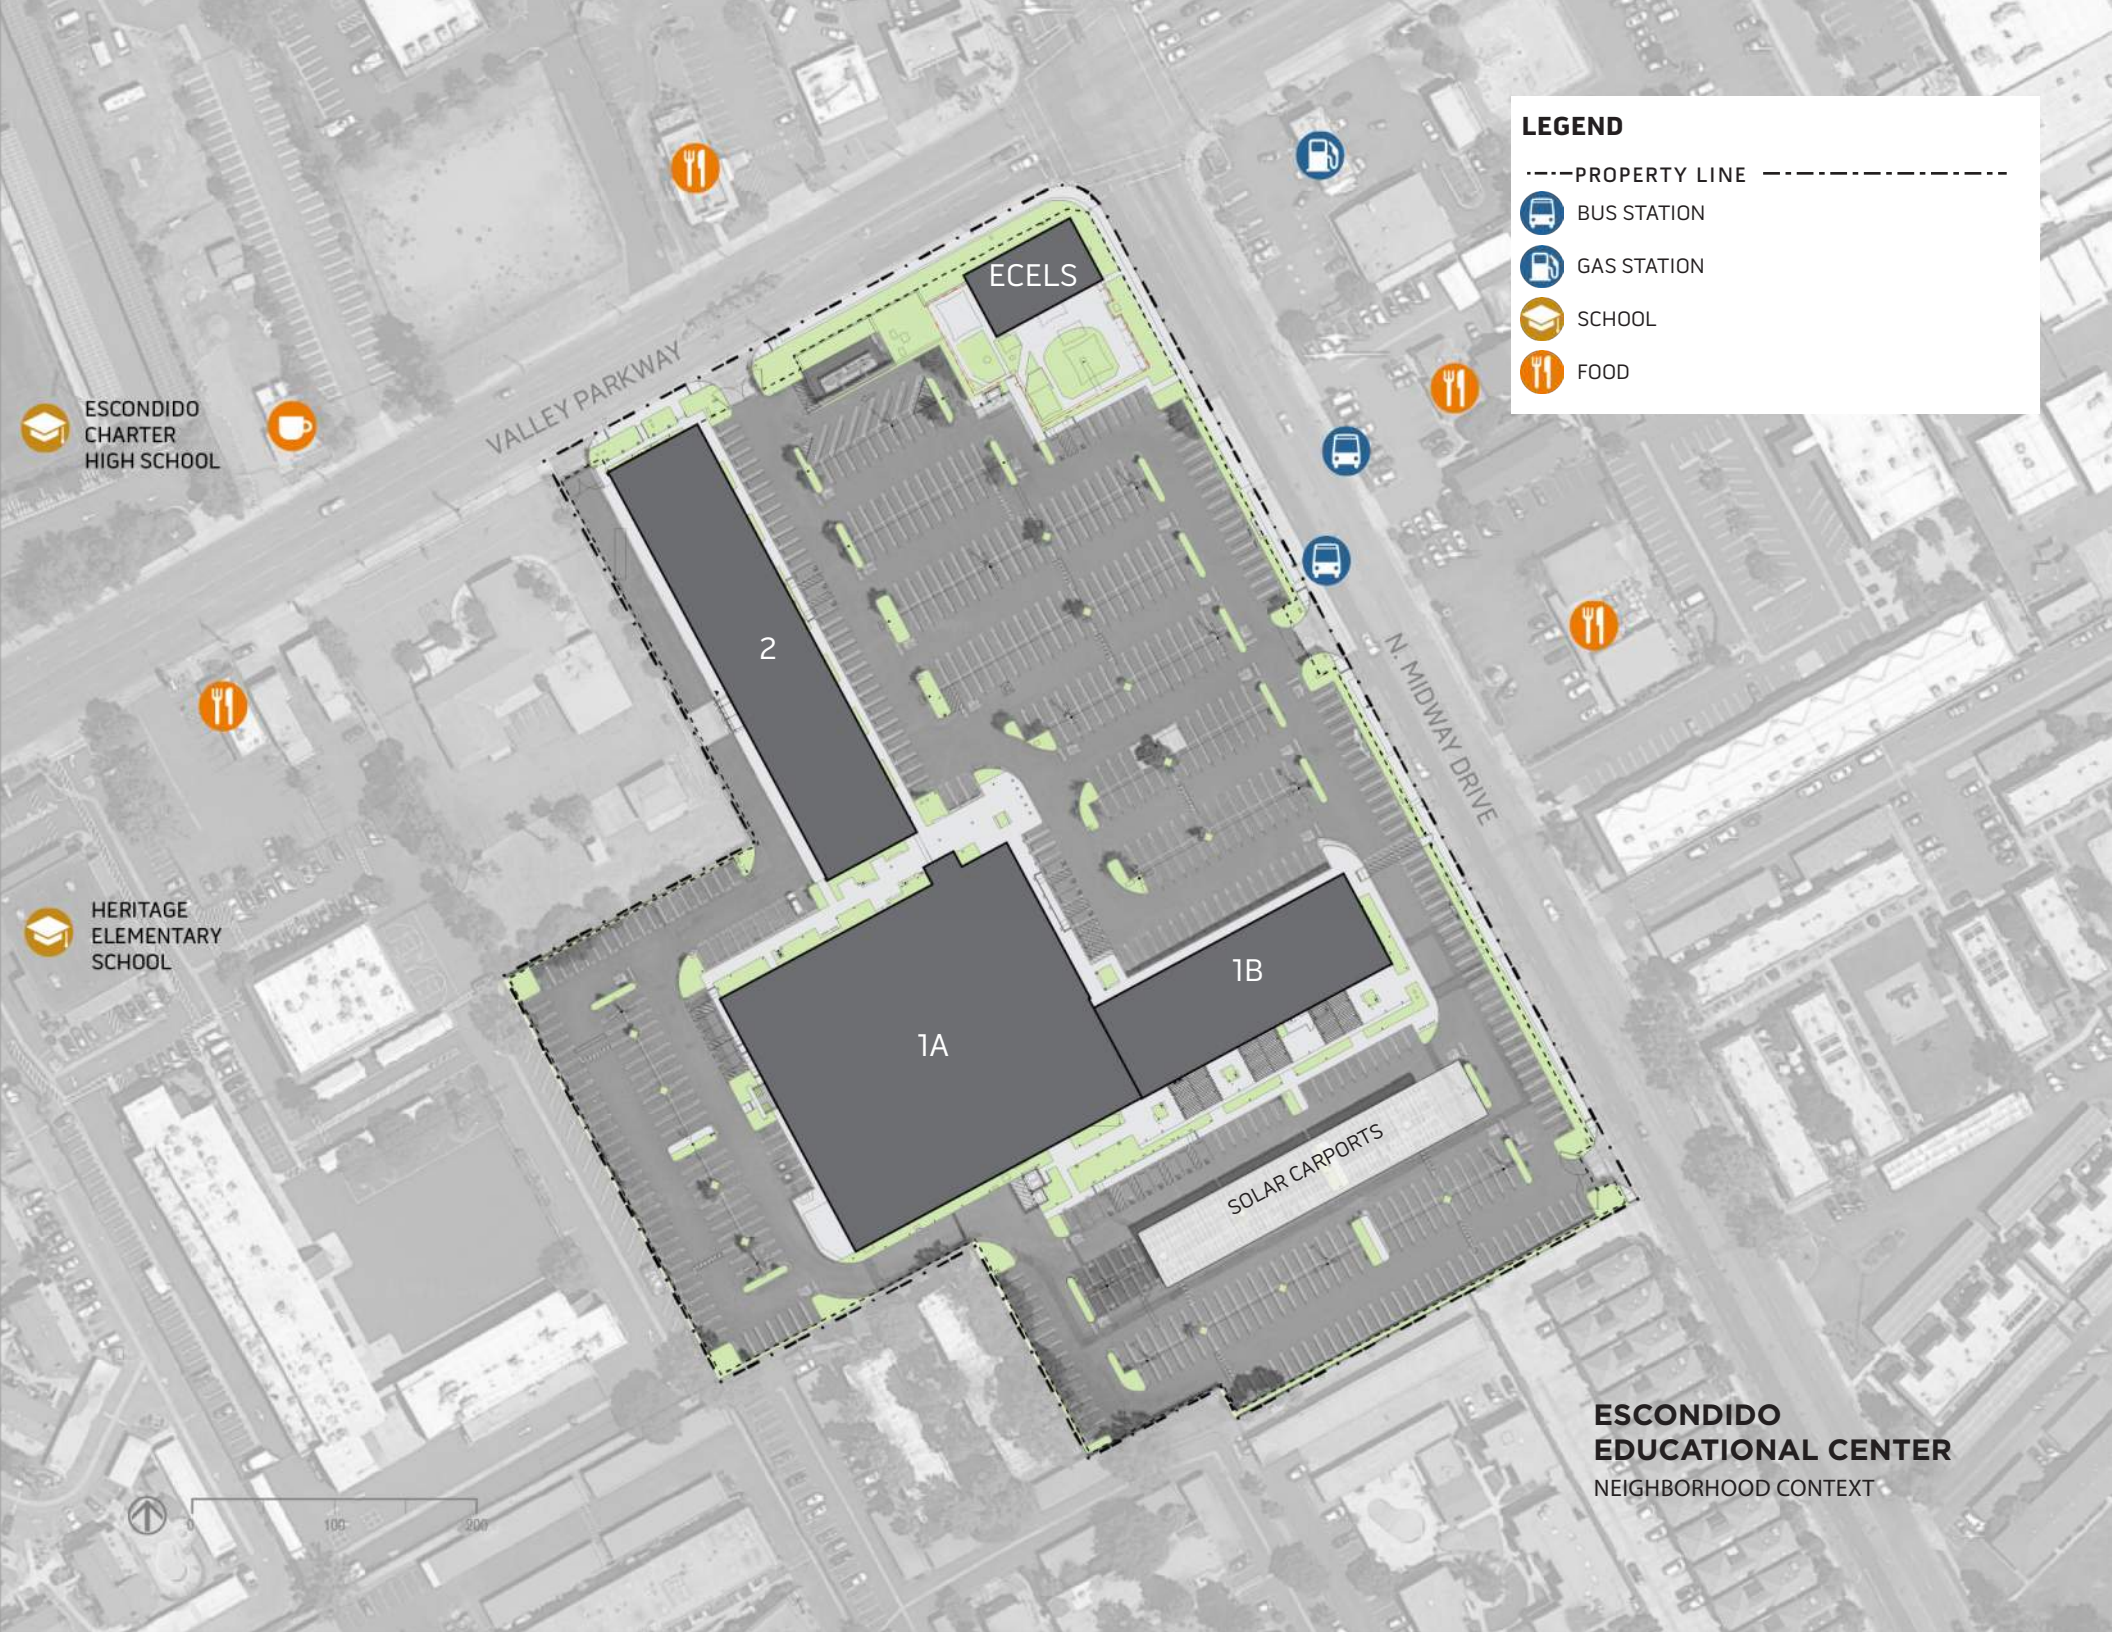 LEGEND
PROPERTY LINE
BUS STATION
GAS STATION
SCHOOL
FOOD
ECELS
VALLEY PARKWAY
ESCONDIDO
CHARTER
HIGH SCHOOL
2
N. MIDWAY DRIVE
HERITAGE
ELEMENTARY
SCHOOL
1B
1A
SOLAR CARPORTS
ESCONDIDO
EDUCATIONAL CENTER
NEIGHBORHOOD CONTEXT
0 100 200